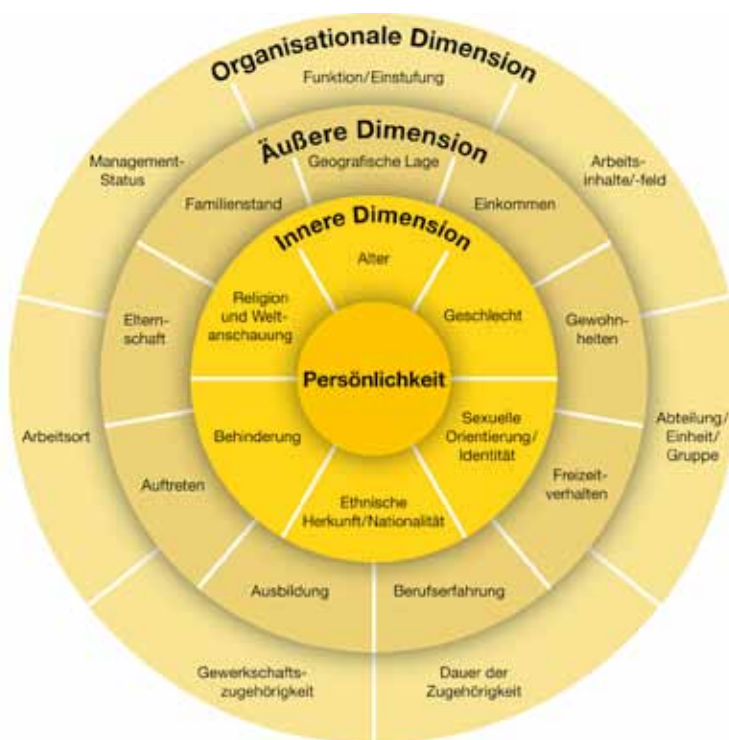 Organisationale Dimension
Funktion/Einstufung
Management-
Status
Arbeits-
inhalte/-feld
Arbeitsort
Abteilung/
Einheit/
Gruppe
Gewerkschafts-
zugehörigkeit
Dauer der
Zugehörigkeit
Äußere Dimension
Geografische Lage
Familienstand
Einkommen
Eltern-
schaft
Gewohn-
heiten
Auftreten
Freizeit-
verhalten
Ausbildung
Berufserfahrung
Innere Dimension
Alter
Religion
und Welt-
anschauung
Geschlecht
Behinderung
Sexuelle
Orientierung/
Identität
Ethnische
Herkunft/Nationalität
Persönlichkeit